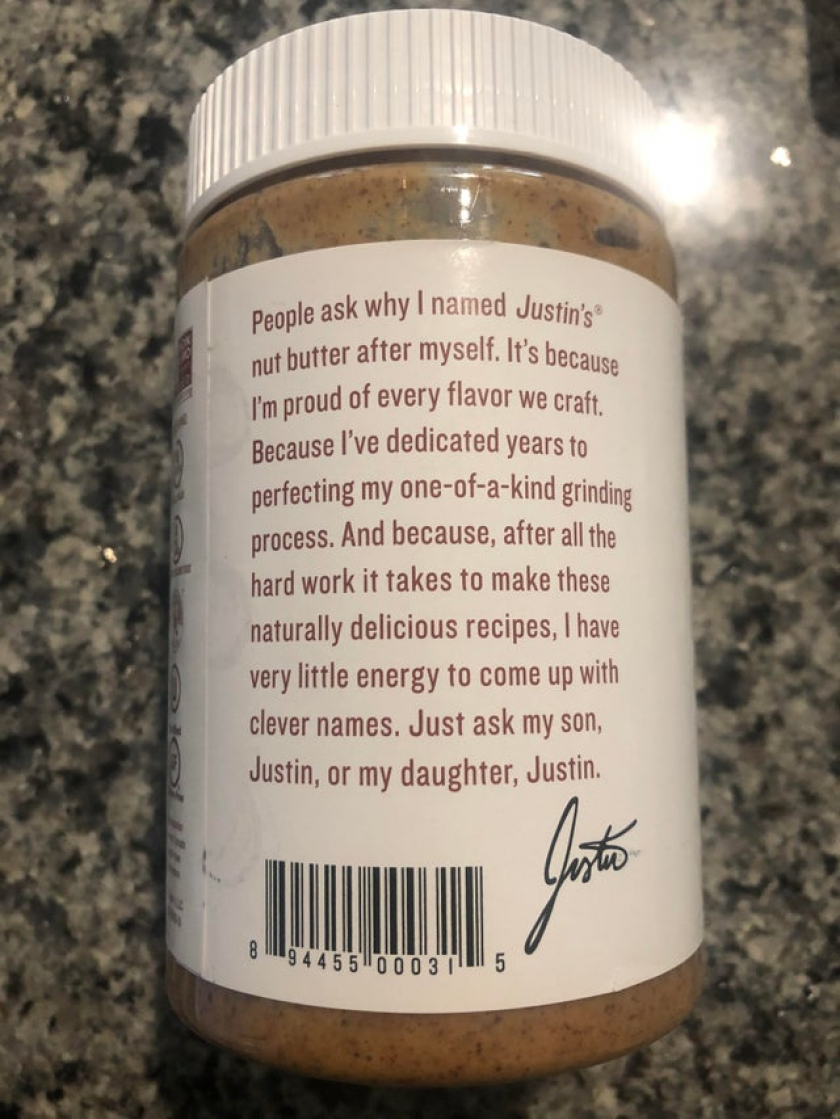 People ask why I named Justin's®
nut butter after myself. It's because
I'm proud of every flavor we craft.
Because I've dedicated years to
perfecting my one-of-a-kind grinding
process. And because, after all the
hard work it takes to make these
naturally delicious recipes, I have
very little energy to come up with
clever names. Just ask my son,
Justin, or my daughter, Justin.
Justin
8 94455 00031 5